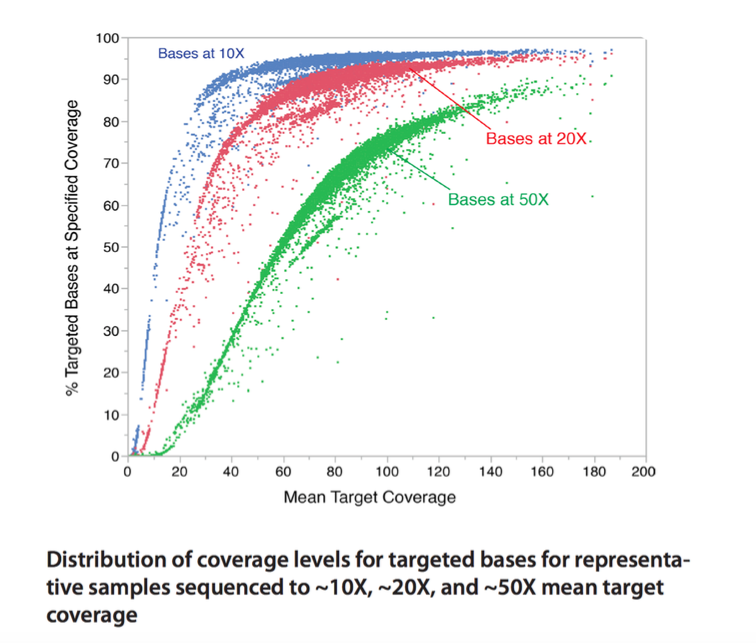 100
90
80
70
60
50
40
30
20
10
0
% Targeted Bases at Specified Coverage
Bases at 10X
Bases at 20X
Bases at 50X
0 20 40 60 80 100 120 140 160 180 200
Mean Target Coverage
Distribution of coverage levels for targeted bases for representa-
tive samples sequenced to ~10X, ~20X, and ~50X mean target
coverage